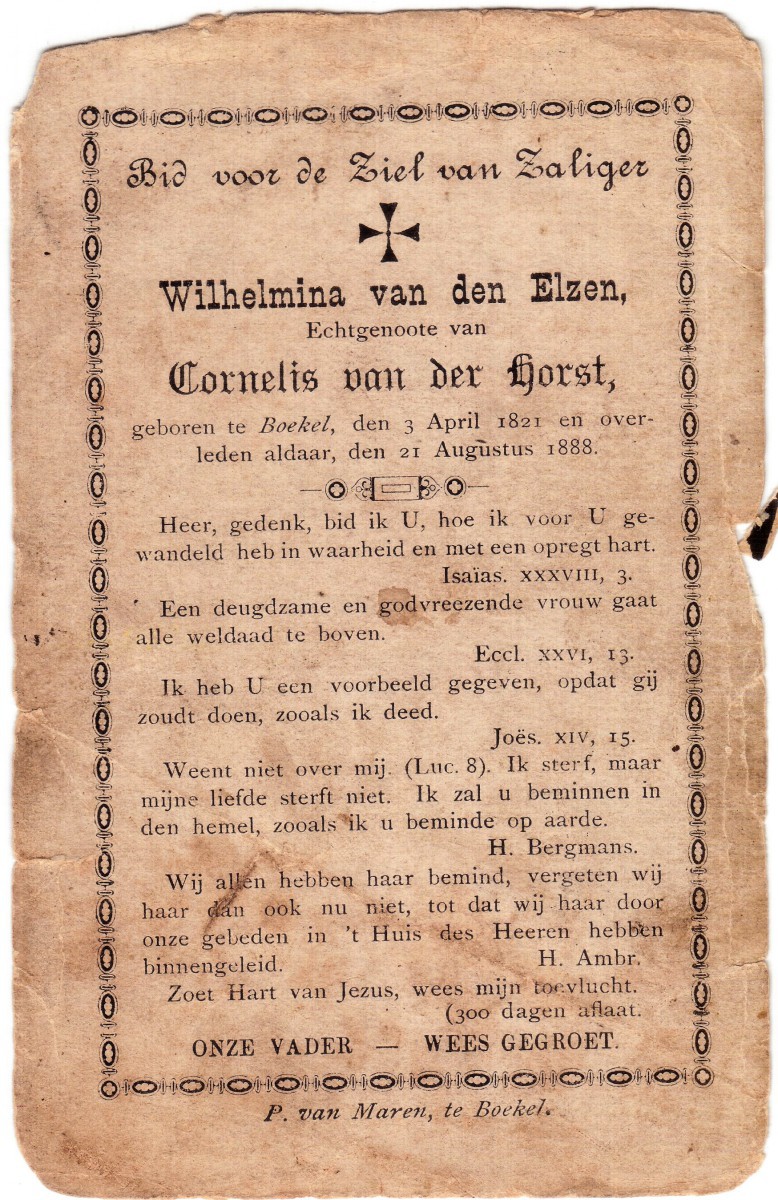 Bid voor de Ziel van Zaliger
Wilhelmina van den Elzen,
Echtgenoote van
Cornelis van der Horst,
geboren te Boekel, den 3 April 1821 en over-
leden aldaar, den 21 Augustus 1888.
Heer, gedenk, bid ik U, hoe ik voor U ge-
wandeld heb in waarheid en met een opregt hart.
Isaïas. XXXVIII, 3.
Een deugdzame en godvreezende vrouw gaat
alle weldaad te boven.
Eccl. XXVI, 13.
Ik heb U een voorbeeld gegeven, opdat gij
zoudt doen, zooals ik deed.
Joës. XIV, 15.
Weent niet over mij. (Luc. 8). Ik sterf, maar
mijne liefde sterft niet. Ik zal u beminnen in
den hemel, zooals ik u beminde op aarde.
H. Bergmans.
Wij allen hebben haar bemind, vergeten wij
haar dan ook nu niet, tot dat wij haar door
onze gebeden in 't Huis des Heeren hebben
binnengeleid. H. Ambr.
Zoet Hart van Jezus, wees mijn toevlucht.
(300 dagen aflaat.
ONZE VADER — WEES GEGROET.
P. van Maren, te Boekel.